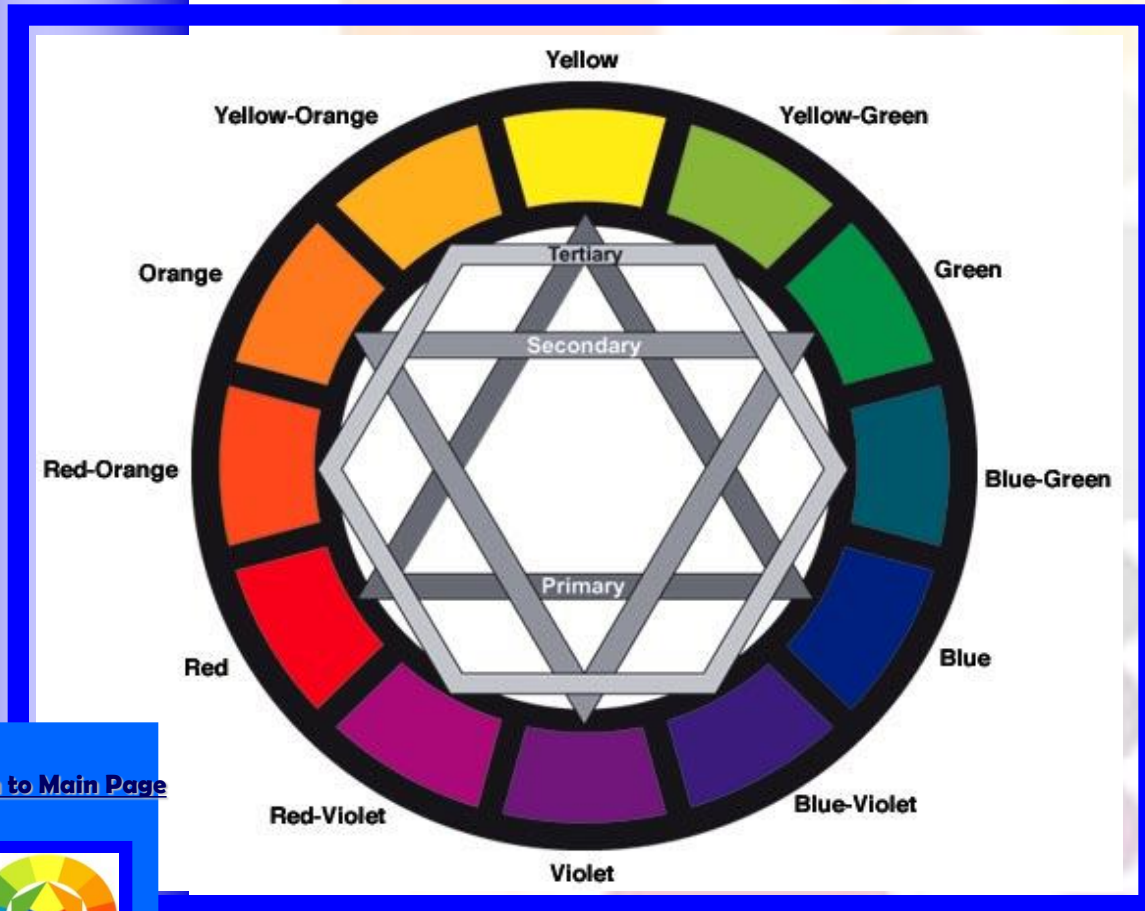 Yellow
Yellow-Orange
Yellow-Green
Orange
Tertiary
Green
Secondary
Red-Orange
Blue-Green
Primary
Red
Blue
to Main Page
Red-Violet
Blue-Violet
Violet